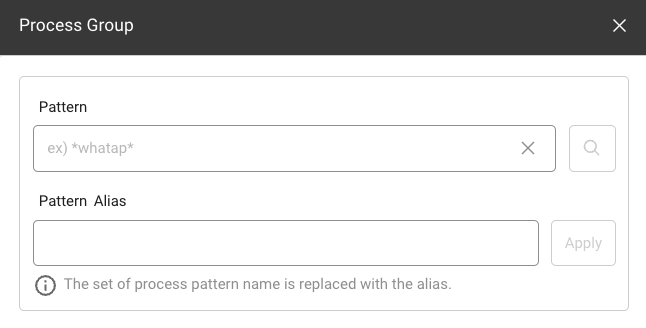 Process Group
Pattern
ex) *whatap*
Pattern Alias
Apply
The set of process pattern name is replaced with the alias.